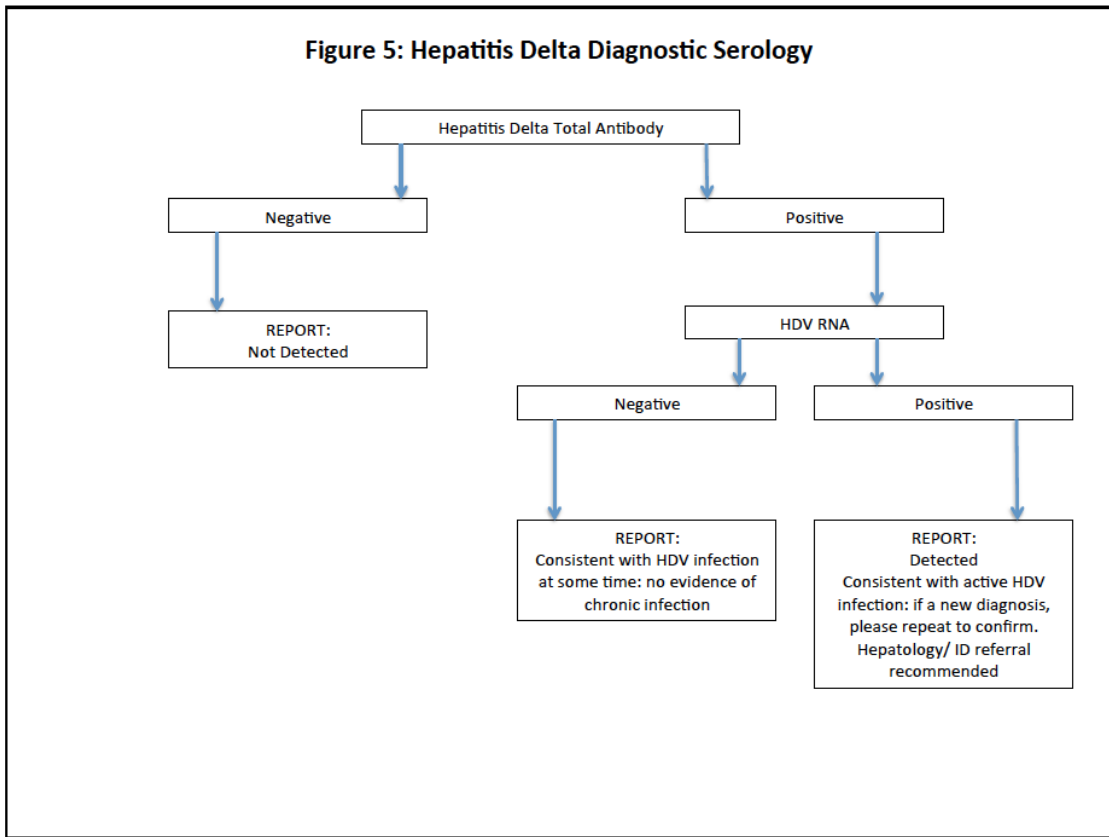 Figure 5: Hepatitis Delta Diagnostic Serology
Hepatitis Delta Total Antibody
Negative
Positive
REPORT:
Not Detected
HDV RNA
Negative
Positive
REPORT:
Consistent with HDV infection
at some time: no evidence of
chronic infection
REPORT:
Detected
Consistent with active HDV
infection: if a new diagnosis,
please repeat to confirm.
Hepatology/ ID referral
recommended